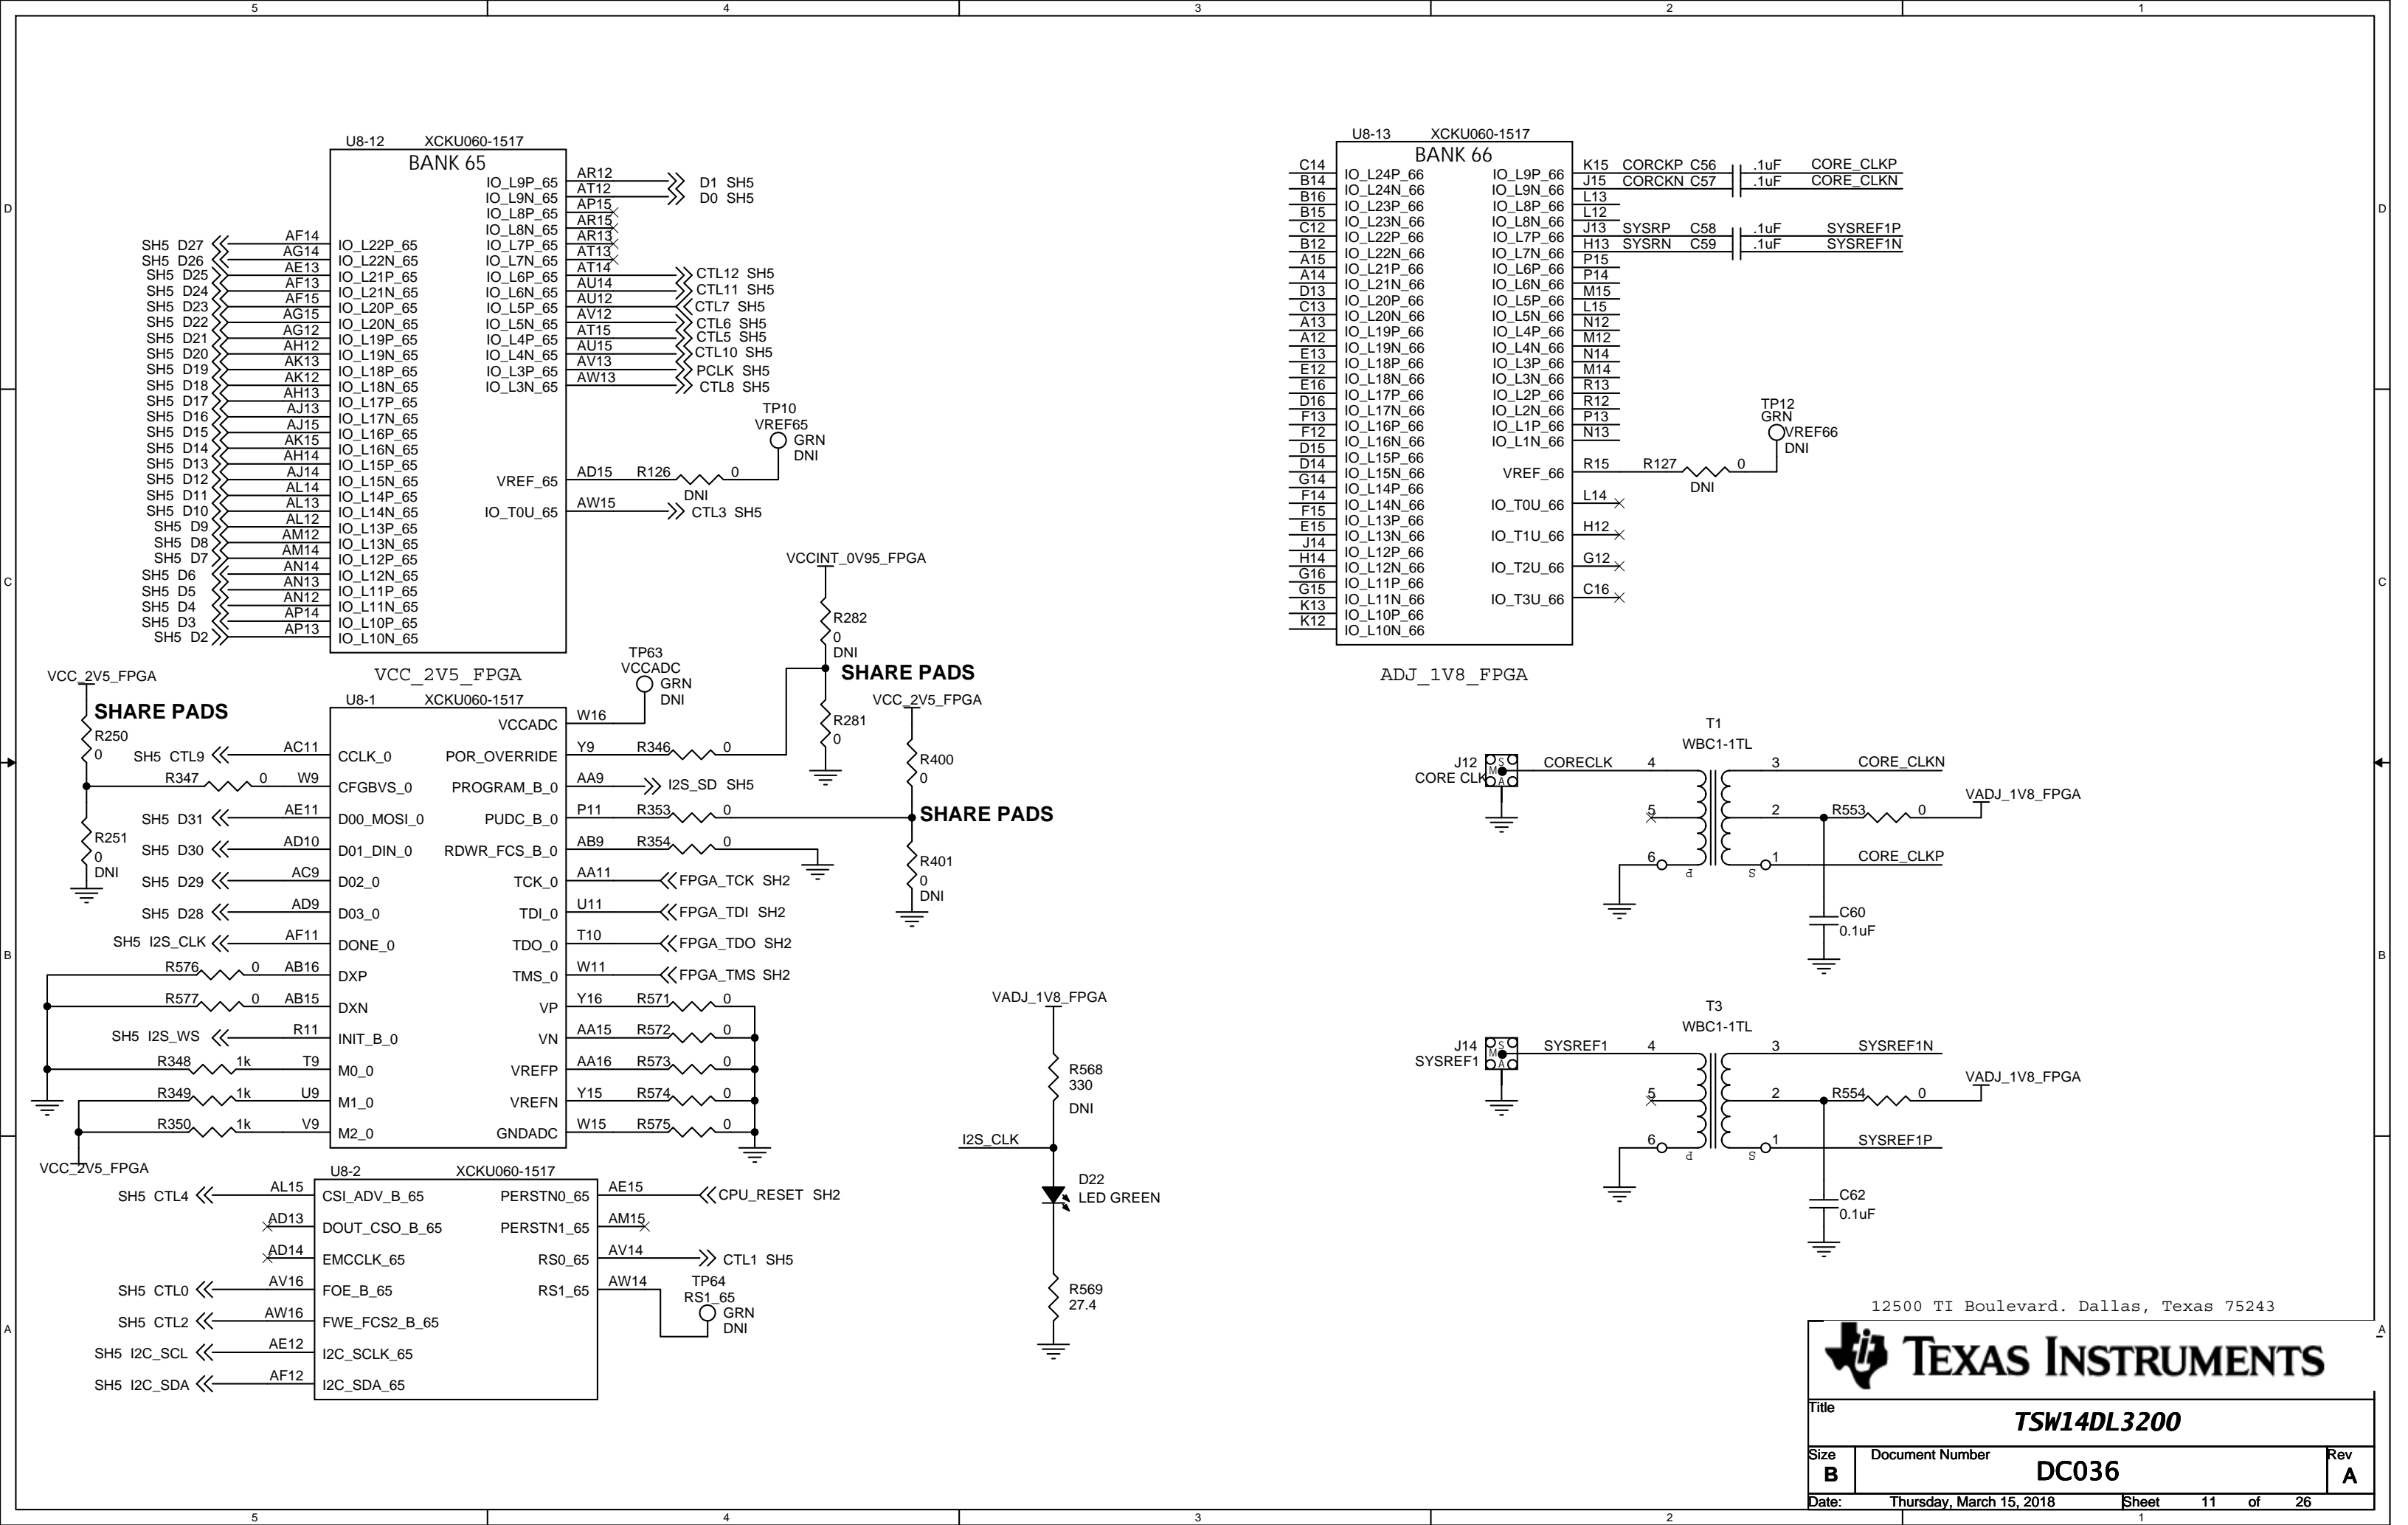 5 4 3 2 1
D
C
B
A
U8-12 XCKU060-1517
BANK 65
IO_L9P_65 AR12 D1 SH5
IO_L9N_65 AT12 D0 SH5
IO_L8P_65 AP15
IO_L8N_65 AR15
IO_L7P_65 AR13
IO_L7N_65 AT13
IO_L6P_65 AT14 CTL12 SH5
IO_L6N_65 AU14 CTL11 SH5
IO_L5P_65 AU12 CTL7 SH5
IO_L5N_65 AV12 CTL6 SH5
IO_L4P_65 AT15 CTL5 SH5
IO_L4N_65 AU15 CTL10 SH5
IO_L3P_65 AV13 PCLK SH5
IO_L3N_65 AW13 CTL8 SH5
VREF_65 AD15 R126 0
DNI
TP10
VREF65
GRN
DNI
IO_T0U_65 AW15 CTL3 SH5
SH5 D27 AF14 IO_L22P_65
SH5 D26 AG14 IO_L22N_65
SH5 D25 AE13 IO_L21P_65
SH5 D24 AF13 IO_L21N_65
SH5 D23 AF15 IO_L20P_65
SH5 D22 AG15 IO_L20N_65
SH5 D21 AG12 IO_L19P_65
SH5 D20 AH12 IO_L19N_65
SH5 D19 AK13 IO_L18P_65
SH5 D18 AK12 IO_L18N_65
SH5 D17 AH13 IO_L17P_65
SH5 D16 AJ13 IO_L17N_65
SH5 D15 AJ15 IO_L16P_65
SH5 D14 AK15 IO_L16N_65
SH5 D13 AH14 IO_L15P_65
SH5 D12 AJ14 IO_L15N_65
SH5 D11 AL14 IO_L14P_65
SH5 D10 AL13 IO_L14N_65
SH5 D9 AL12 IO_L13P_65
SH5 D8 AM12 IO_L13N_65
SH5 D7 AM14 IO_L12P_65
SH5 D6 AN14 IO_L12N_65
SH5 D5 AN13 IO_L11P_65
SH5 D4 AN12 IO_L11N_65
SH5 D3 AP14 IO_L10P_65
SH5 D2 AP13 IO_L10N_65
VCC_2V5_FPGA
U8-13 XCKU060-1517
BANK 66
C14 IO_L24P_66
B14 IO_L24N_66
B16 IO_L23P_66
B15 IO_L23N_66
C12 IO_L22P_66
B12 IO_L22N_66
A15 IO_L21P_66
A14 IO_L21N_66
D13 IO_L20P_66
C13 IO_L20N_66
A13 IO_L19P_66
A12 IO_L19N_66
E13 IO_L18P_66
E12 IO_L18N_66
E16 IO_L17P_66
D16 IO_L17N_66
F13 IO_L16P_66
F12 IO_L16N_66
D15 IO_L15P_66
D14 IO_L15N_66
G14 IO_L14P_66
F14 IO_L14N_66
F15 IO_L13P_66
E15 IO_L13N_66
J14 IO_L12P_66
H14 IO_L12N_66
G16 IO_L11P_66
G15 IO_L11N_66
K13 IO_L10P_66
K12 IO_L10N_66
IO_L9P_66 K15 CORCKP C56 .1uF CORE_CLKP
IO_L9N_66 J15 CORCKN C57 .1uF CORE_CLKN
IO_L8P_66 L13
IO_L8N_66 L12
IO_L7P_66 J13 SYSRP C58 .1uF SYSREF1P
IO_L7N_66 H13 SYSRN C59 .1uF SYSREF1N
IO_L6P_66 P15
IO_L6N_66 P14
IO_L5P_66 M15
IO_L5N_66 L15
IO_L4P_66 N12
IO_L4N_66 M12
IO_L3P_66 N14
IO_L3N_66 M14
IO_L2P_66 R13
IO_L2N_66 R12
IO_L1P_66 P13
IO_L1N_66 N13
VREF_66 R15 R127 0
DNI
TP12
GRN
VREF66
DNI
IO_T0U_66 L14
IO_T1U_66 H12
IO_T2U_66 G12
IO_T3U_66 C16
ADJ_1V8_FPGA
VCC_2V5_FPGA
SHARE PADS
R250
0
R251
0
DNI
U8-1 XCKU060-1517
SH5 CTL9 AC11 CCLK_0
R347 0 W9 CFGBVS_0
SH5 D31 AE11 D00_MOSI_0
SH5 D30 AD10 D01_DIN_0
SH5 D29 AC9 D02_0
SH5 D28 AD9 D03_0
SH5 I2S_CLK AF11 DONE_0
R576 0 AB16 DXP
R577 0 AB15 DXN
SH5 I2S_WS R11 INIT_B_0
R348 1k T9 M0_0
R349 1k U9 M1_0
R350 1k V9 M2_0
VCC_2V5_FPGA
VCCADC W16
TP63
VCCADC
GRN
DNI
POR_OVERRIDE Y9 R346 0
PROGRAM_B_0 AA9 I2S_SD SH5
PUDC_B_0 P11 R353 0
RDWR_FCS_B_0 AB9 R354 0
TCK_0 AA11 FPGA_TCK SH2
TDI_0 U11 FPGA_TDI SH2
TDO_0 T10 FPGA_TDO SH2
TMS_0 W11 FPGA_TMS SH2
VP Y16 R571 0
VN AA15 R572 0
VREFP AA16 R573 0
VREFN Y15 R574 0
GNDADC W15 R575 0
VCCINT_0V95_FPGA
R282
0
DNI
SHARE PADS
R281
0
VCC_2V5_FPGA
R400
0
SHARE PADS
R401
0
DNI
U8-2 XCKU060-1517
SH5 CTL4 AL15 CSI_ADV_B_65
AD13 DOUT_CSO_B_65
AD14 EMCCLK_65
SH5 CTL0 AV16 FOE_B_65
SH5 CTL2 AW16 FWE_FCS2_B_65
SH5 I2C_SCL AE12 I2C_SCLK_65
SH5 I2C_SDA AF12 I2C_SDA_65
PERSTN0_65 AE15 CPU_RESET SH2
PERSTN1_65 AM15
RS0_65 AV14 CTL1 SH5
RS1_65 AW14
TP64
RS1_65
GRN
DNI
VADJ_1V8_FPGA
R568
330
DNI
I2S_CLK
D22
LED GREEN
R569
27.4
T1
WBC1-1TL
J12
CORE CLK
S
M
A
CORECLK 4 3 CORE_CLKN
5 2 R553 0 VADJ_1V8_FPGA
6 1 CORE_CLKP
P S
C60
0.1uF
T3
WBC1-1TL
J14
SYSREF1
S
M
A
SYSREF1 4 3 SYSREF1N
5 2 R554 0 VADJ_1V8_FPGA
6 1 SYSREF1P
P S
C62
0.1uF
12500 TI Boulevard. Dallas, Texas 75243
TEXAS INSTRUMENTS
Title
TSW14DL3200
Size Document Number Rev
B DC036 A
Date: Thursday, March 15, 2018 Sheet 11 of 26
D
C
B
A
5 4 3 2 1